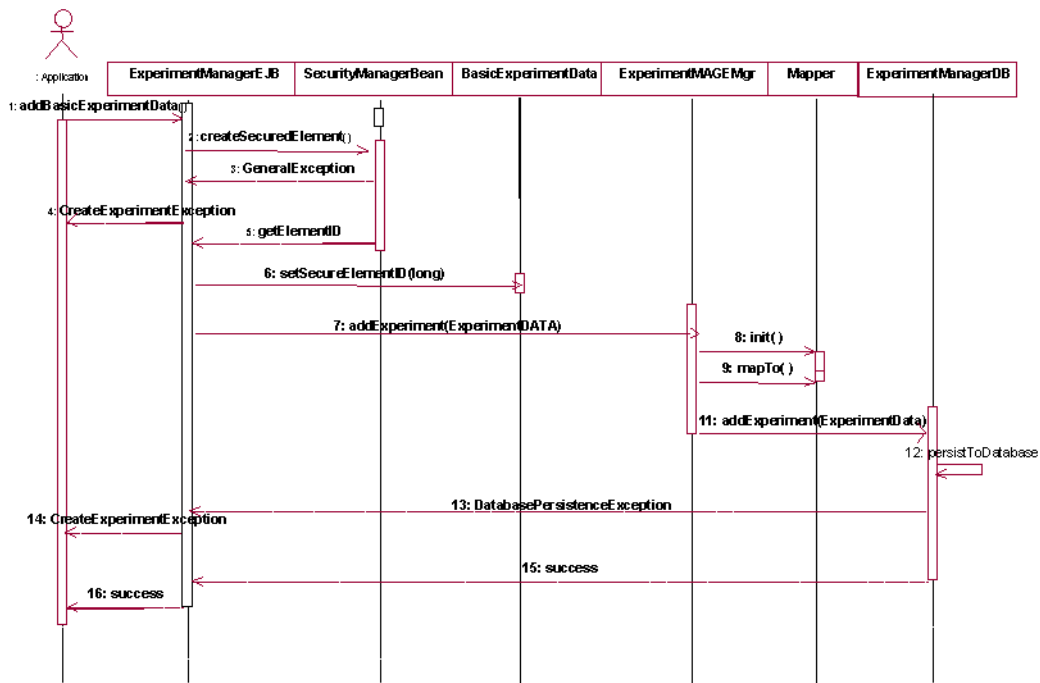 : Application
ExperimentManagerEJB
SecurityManagerBean
BasicExperimentData
ExperimentMAGEMgr
Mapper
ExperimentManagerDB
1: addBasicExperimentData()
2: createSecuredElement()
3: GeneralException
4: CreateExperimentException
5: getElementID
6: setSecureElementID(long)
7: addExperiment(ExperimentDATA)
8: init( )
9: mapTo( )
11: addExperiment(ExperimentData)
12: persistToDatabase
13: DatabasePersistenceException
14: CreateExperimentException
15: success
16: success